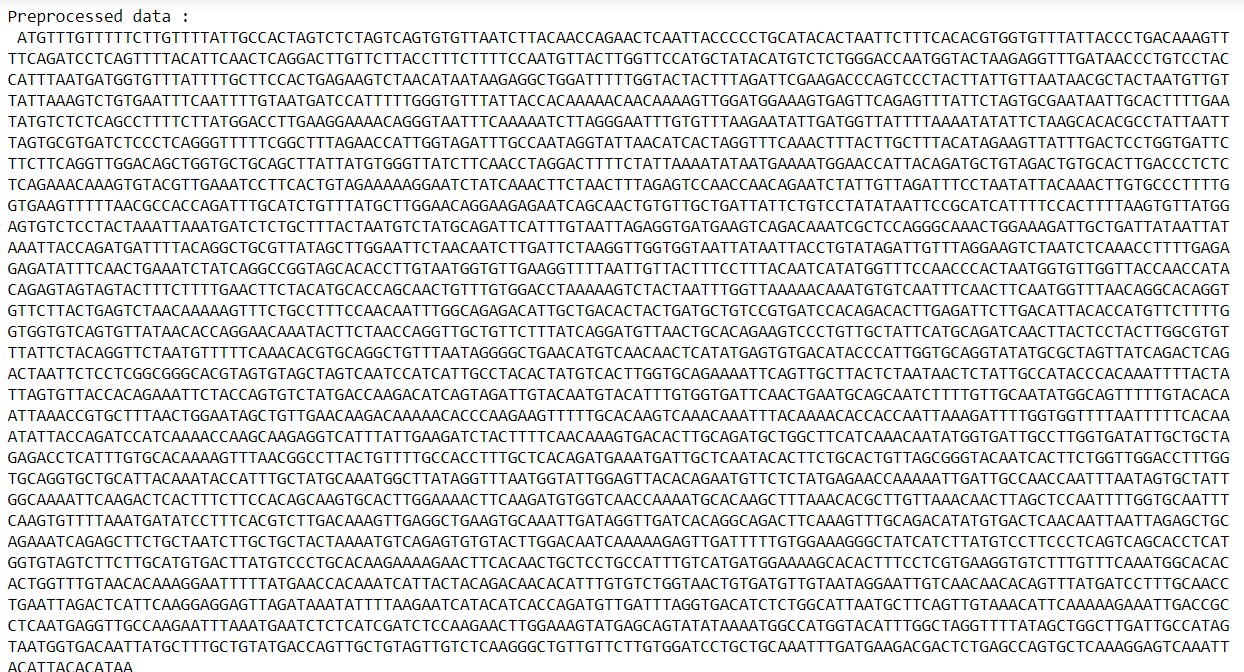 Preprocessed data :
ATGTTTGTTTTTCTTGTTTTATTGCCACTAGTCTCTAGTCAGTGTGTTAATCTTACAACCAGAACTCAATTACCCCCTGCATACACTAATTCTTTCACACGTGGTGTTTATTACCCTGACAAAGTT
TTCAGATCCTCAGTTTTACATTCAACTCAGGACTTGTTCTTACCTTTCTTTTCCAATGTTACTTGGTTCCATGCTATACATGTCTCTGGGACCAATGGTACTAAGAGGTTTGATAACCCTGTCCTAC
CATTTAATGATGGTGTTTATTTTGCTTCCACTGAGAAGTCTAACATAATAAGAGGCTGGATTTTTGGTACTACTTTAGATTCGAAGACCCAGTCCCTACTTATTGTTAATAACGCTACTAATGTTGT
TATTAAAGTCTGTGAATTTCAATTTTGTAATGATCCATTTTTGGGTGTTTATTACCACAAAAACAACAAAAGTTGGATGGAAAGTGAGTTCAGAGTTTATTCTAGTGCGAATAATTGCACTTTTGAA
TATGTCTCTCAGCCTTTTCTTATGGACCTTGAAGGAAAACAGGGTAATTTCAAAAATCTTAGGGAATTTGTGTTTAAGAATATTGATGGTTATTTTAAAATATATTCTAAGCACACGCCTATTAATT
TAGTGCGTGATCTCCCTCAGGGTTTTTCGGCTTTAGAACCATTGGTAGATTTGCCAATAGGTATTAACATCACTAGGTTTCAAACTTTACTTGCTTTACATAGAAGTTATTTGACTCCTGGTGATTC
TTCTTCAGGTTGGACAGCTGGTGCTGCAGCTTATTATGTGGGTTATCTTCAACCTAGGACTTTTCTATTAAAATATAATGAAAATGGAACCATTACAGATGCTGTAGACTGTGCACTTGACCCTCTC
TCAGAAACAAAGTGTACGTTGAAATCCTTCACTGTAGAAAAAGGAATCTATCAAACTTCTAACTTTAGAGTCCAACCAACAGAATCTATTGTTAGATTTCCTAATATTACAAACTTGTGCCCTTTTG
GTGAAGTTTTTAACGCCACCAGATTTGCATCTGTTTATGCTTGGAACAGGAAGAGAATCAGCAACTGTGTTGCTGATTATTCTGTCCTATATAATTCCGCATCATTTTCCACTTTTAAGTGTTATGG
AGTGTCTCCTACTAAATTAAATGATCTCTGCTTTACTAATGTCTATGCAGATTCATTTGTAATTAGAGGTGATGAAGTCAGACAAATCGCTCCAGGGCAAACTGGAAAGATTGCTGATTATAATTAT
AAATTACCAGATGATTTTACAGGCTGCGTTATAGCTTGGAATTCTAACAATCTTGATTCTAAGGTTGGTGGTAATTATAATTACCTGTATAGATTGTTTAGGAAGTCTAATCTCAAACCTTTTGAGA
GAGATATTTCAACTGAAATCTATCAGGCCGGTAGCACACCTTGTAATGGTGTTGAAGGTTTTAATTGTTACTTTCCTTTACAATCATATGGTTTCCAACCCACTAATGGTGTTGGTTACCAACCATA
CAGAGTAGTAGTACTTTCTTTTGAACTTCTACATGCACCAGCAACTGTTTGTGGACCTAAAAAGTCTACTAATTTGGTTAAAAACAAATGTGTCAATTTCAACTTCAATGGTTTAACAGGCACAGGT
GTTCTTACTGAGTCTAACAAAAAGTTTCTGCCTTTCCAACAATTTGGCAGAGACATTGCTGACACTACTGATGCTGTCCGTGATCCACAGACACTTGAGATTCTTGACATTACACCATGTTCTTTTG
GTGGTGTCAGTGTTATAACACCAGGAACAAATACTTCTAACCAGGTTGCTGTTCTTTATCAGGATGTTAACTGCACAGAAGTCCCTGTTGCTATTCATGCAGATCAACTTACTCCTACTTGGCGTGT
TTATTCTACAGGTTCTAATGTTTTTCAAACACGTGCAGGCTGTTTAATAGGGGCTGAACATGTCAACAACTCATATGAGTGTGACATACCCATTGGTGCAGGTATATGCGCTAGTTATCAGACTCAG
ACTAATTCTCCTCGGCGGGCACGTAGTGTAGCTAGTCAATCCATCATTGCCTACACTATGTCACTTGGTGCAGAAAATTCAGTTGCTTACTCTAATAACTCTATTGCCATACCCACAAATTTTACTA
TTAGTGTTACCACAGAAATTCTACCAGTGTCTATGACCAAGACATCAGTAGATTGTACAATGTACATTTGTGGTGATTCAACTGAATGCAGCAATCTTTTGTTGCAATATGGCAGTTTTTGTACACA
ATTAAACCGTGCTTTAACTGGAATAGCTGTTGAACAAGACAAAAACACCCAAGAAGTTTTTGCACAAGTCAAACAAATTTACAAAACACCACCAATTAAAGATTTTGGTGGTTTTAATTTTTCACAA
ATATTACCAGATCCATCAAAACCAAGCAAGAGGTCATTTATTGAAGATCTACTTTTCAACAAAGTGACACTTGCAGATGCTGGCTTCATCAAACAATATGGTGATTGCCTTGGTGATATTGCTGCTA
GAGACCTCATTTGTGCACAAAAGTTTAACGGCCTTACTGTTTTGCCACCTTTGCTCACAGATGAAATGATTGCTCAATACACTTCTGCACTGTTAGCGGGTACAATCACTTCTGGTTGGACCTTTGG
TGCAGGTGCTGCATTACAAATACCATTTGCTATGCAAATGGCTTATAGGTTTAATGGTATTGGAGTTACACAGAATGTTCTCTATGAGAACCAAAAATTGATTGCCAACCAATTTAATAGTGCTATT
GGCAAAATTCAAGACTCACTTTCTTCCACAGCAAGTGCACTTGGAAAACTTCAAGATGTGGTCAACCAAAATGCACAAGCTTTAAACACGCTTGTTAAACAACTTAGCTCCAATTTTGGTGCAATTT
CAAGTGTTTTAAATGATATCCTTTCACGTCTTGACAAAGTTGAGGCTGAAGTGCAAATTGATAGGTTGATCACAGGCAGACTTCAAAGTTTGCAGACATATGTGACTCAACAATTAATTAGAGCTGC
AGAAATCAGAGCTTCTGCTAATCTTGCTGCTACTAAAATGTCAGAGTGTGTACTTGGACAATCAAAAAGAGTTGATTTTTGTGGAAAGGGCTATCATCTTATGTCCTTCCCTCAGTCAGCACCTCAT
GGTGTAGTCTTCTTGCATGTGACTTATGTCCCTGCACAAGAAAAGAACTTCACAACTGCTCCTGCCATTTGTCATGATGGAAAAGCACACTTTCCTCGTGAAGGTGTCTTTGTTTCAAATGGCACAC
ACTGGTTTGTAACACAAAGGAATTTTTATGAACCACAAATCATTACTACAGACAACACATTTGTGTCTGGTAACTGTGATGTTGTAATAGGAATTGTCAACAACACAGTTTATGATCCTTTGCAACC
TGAATTAGACTCATTCAAGGAGGAGTTAGATAAATATTTTAAGAATCATACATCACCAGATGTTGATTTAGGTGACATCTCTGGCATTAATGCTTCAGTTGTAAACATTCAAAAAGAAATTGACCGC
CTCAATGAGGTTGCCAAGAATTTAAATGAATCTCTCATCGATCTCCAAGAACTTGGAAAGTATGAGCAGTATATAAAATGGCCATGGTACATTTGGCTAGGTTTTATAGCTGGCTTGATTGCCATAG
TAATGGTGACAATTATGCTTTGCTGTATGACCAGTTGCTGTAGTTGTCTCAAGGGCTGTTGTTCTTGTGGATCCTGCTGCAAATTTGATGAAGACGACTCTGAGCCAGTGCTCAAAGGAGTCAAATT
ACATTACACATAA